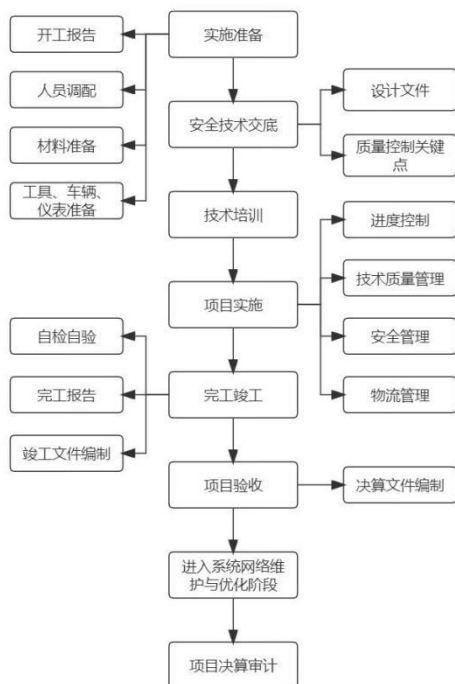 开工报告
实施准备
人员调配
设计文件
安全技术交底
材料准备
质量控制关键
点
工具、车辆、
仪表准备
技术培训
进度控制
技术质量管理
项目实施
自检自验
安全管理
完工报告
完工竣工
物流管理
竣工文件编制
项目验收
决算文件编制
进入系统网络维
护与优化阶段
项目决算审计